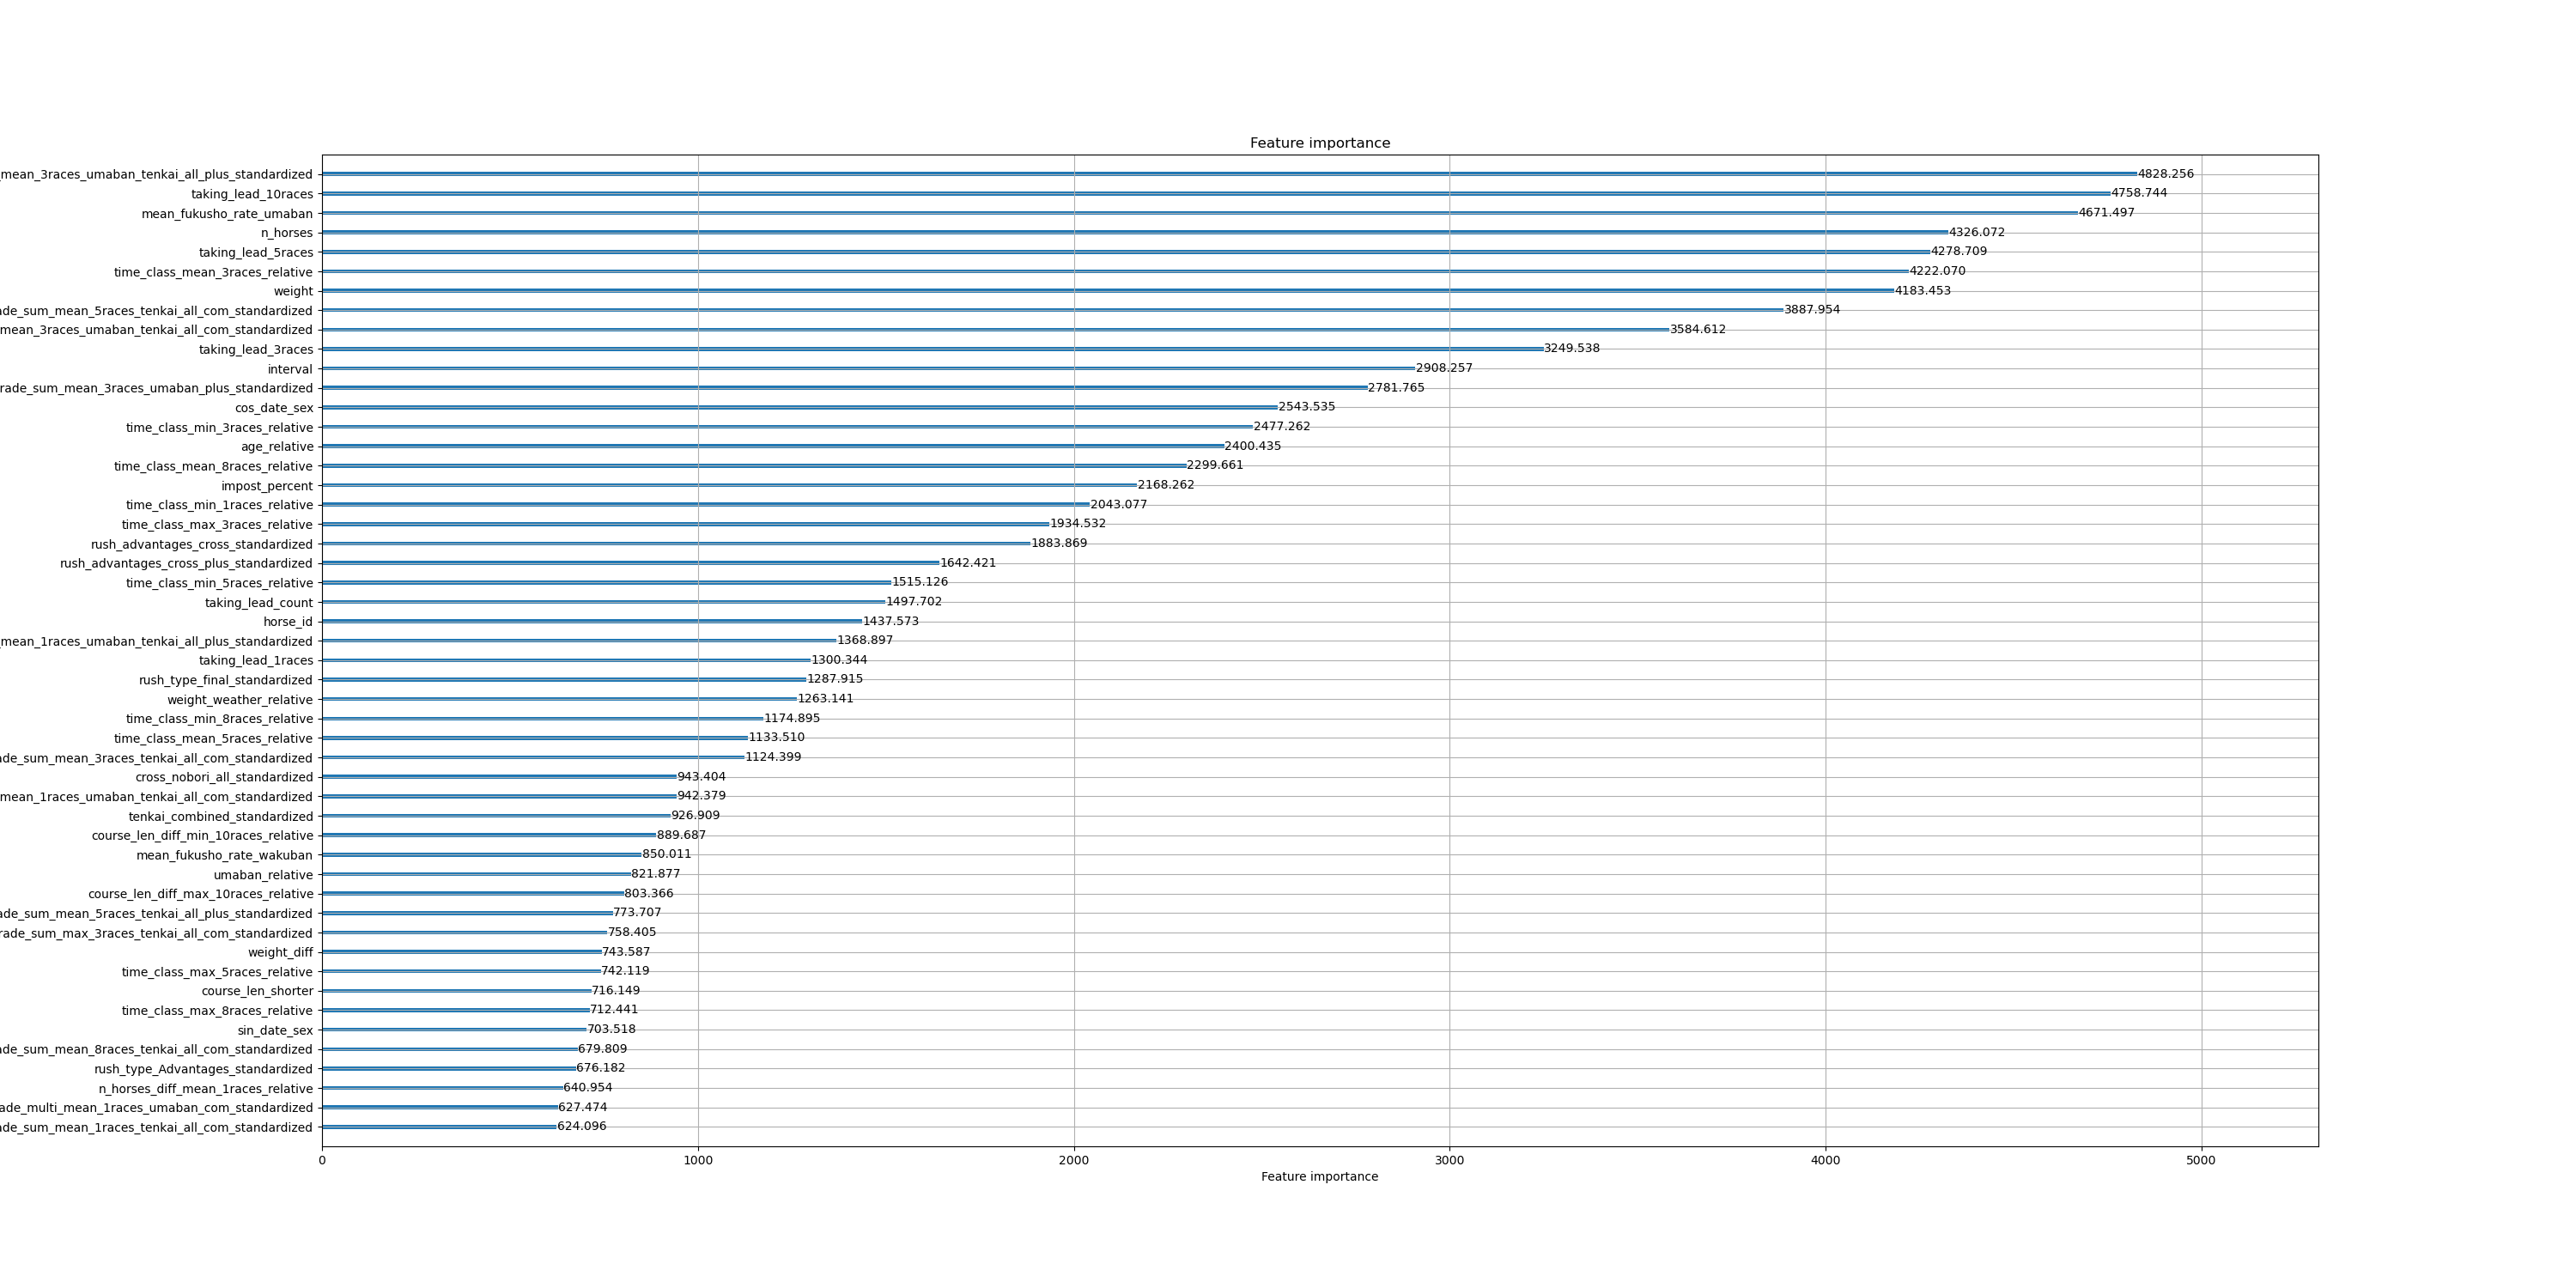 Feature importance
mean_3races_umaban_tenkai_all_plus_standardized 4828.256
taking_lead_10races 4758.744
mean_fukusho_rate_umaban 4671.497
n_horses 4326.072
taking_lead_5races 4278.709
time_class_mean_3races_relative 4222.070
weight 4183.453
ade_sum_mean_5races_tenkai_all_com_standardized 3887.954
mean_3races_umaban_tenkai_all_com_standardized 3584.612
taking_lead_3races 3249.538
interval 2908.257
rade_sum_mean_3races_umaban_plus_standardized 2781.765
cos_date_sex 2543.535
time_class_min_3races_relative 2477.262
age_relative 2400.435
time_class_mean_8races_relative 2299.661
impost_percent 2168.262
time_class_min_1races_relative 2043.077
time_class_max_3races_relative 1934.532
rush_advantages_cross_standardized 1883.869
rush_advantages_cross_plus_standardized 1642.421
time_class_min_5races_relative 1515.126
taking_lead_count 1497.702
horse_id 1437.573
mean_1races_umaban_tenkai_all_plus_standardized 1368.897
taking_lead_1races 1300.344
rush_type_final_standardized 1287.915
weight_weather_relative 1263.141
time_class_min_8races_relative 1174.895
time_class_mean_5races_relative 1133.510
ade_sum_mean_3races_tenkai_all_com_standardized 1124.399
cross_nobori_all_standardized 943.404
mean_1races_umaban_tenkai_all_com_standardized 942.379
tenkai_combined_standardized 926.909
course_len_diff_min_10races_relative 889.687
mean_fukusho_rate_wakuban 850.011
umaban_relative 821.877
course_len_diff_max_10races_relative 803.366
ade_sum_mean_5races_tenkai_all_plus_standardized 773.707
rade_sum_max_3races_tenkai_all_com_standardized 758.405
weight_diff 743.587
time_class_max_5races_relative 742.119
course_len_shorter 716.149
time_class_max_8races_relative 712.441
sin_date_sex 703.518
ade_sum_mean_8races_tenkai_all_com_standardized 679.809
rush_type_Advantages_standardized 676.182
n_horses_diff_mean_1races_relative 640.954
ade_multi_mean_1races_umaban_com_standardized 627.474
ade_sum_mean_1races_tenkai_all_com_standardized 624.096
0 1000 2000 3000 4000 5000
Feature importance